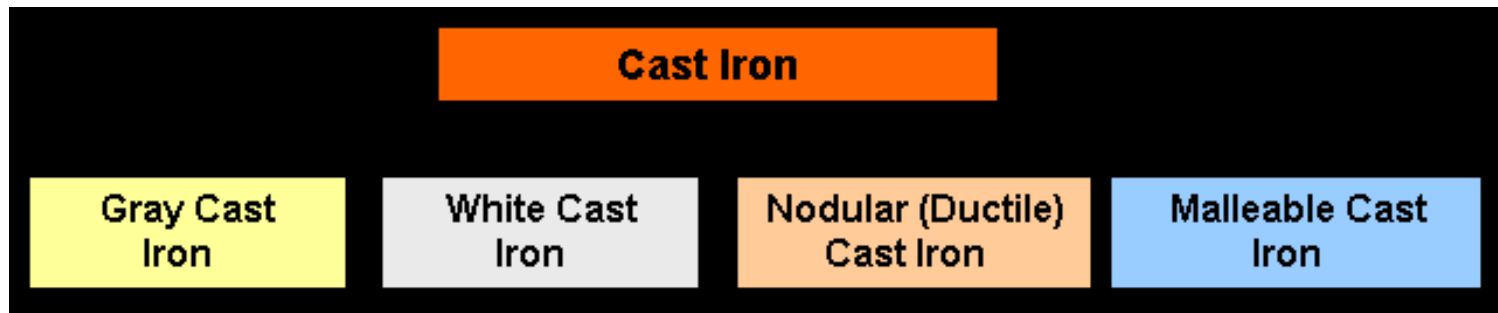 Cast Iron
Gray Cast
Iron
White Cast
Iron
Nodular (Ductile)
Cast Iron
Malleable Cast
Iron